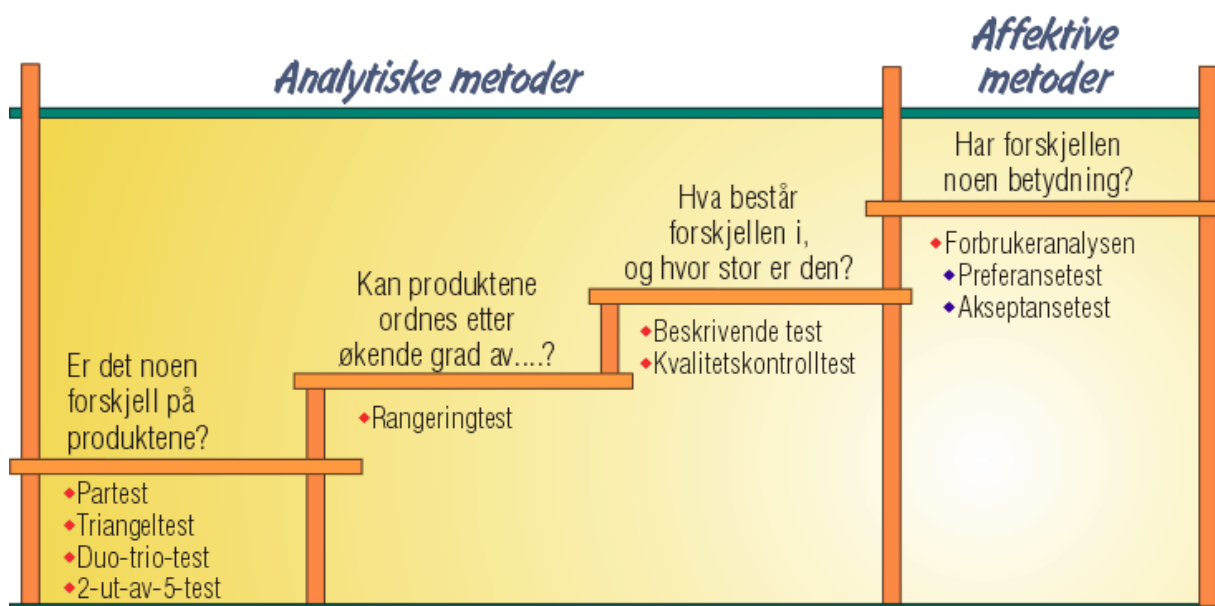 Analytiske metoder
Affektive
metoder
Er det noen
forskjell på
produktene?
◆Partest
◆Triangeltest
◆Duo-trio-test
◆2-ut-av-5-test
Kan produktene
ordnes etter
økende grad av....?
◆Rangeringtest
Hva består
forskjellen i,
og hvor stor er den?
◆Beskrivende test
◆Kvalitetskontrolltest
Har forskjellen
noen betydning?
◆Forbrukeranalysen
◆Preferansetest
◆Akseptansetest